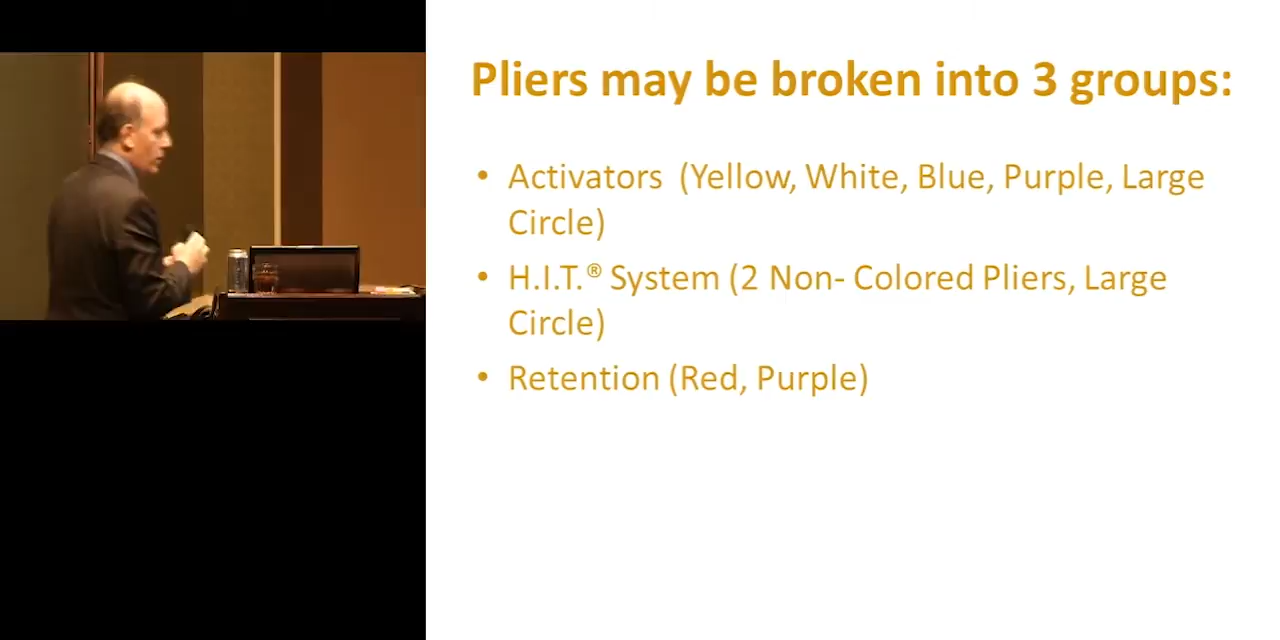 Pliers may be broken into 3 groups:
• Activators (Yellow, White, Blue, Purple, Large
Circle)
• H.I.T.® System (2 Non- Colored Pliers, Large
Circle)
• Retention (Red, Purple)